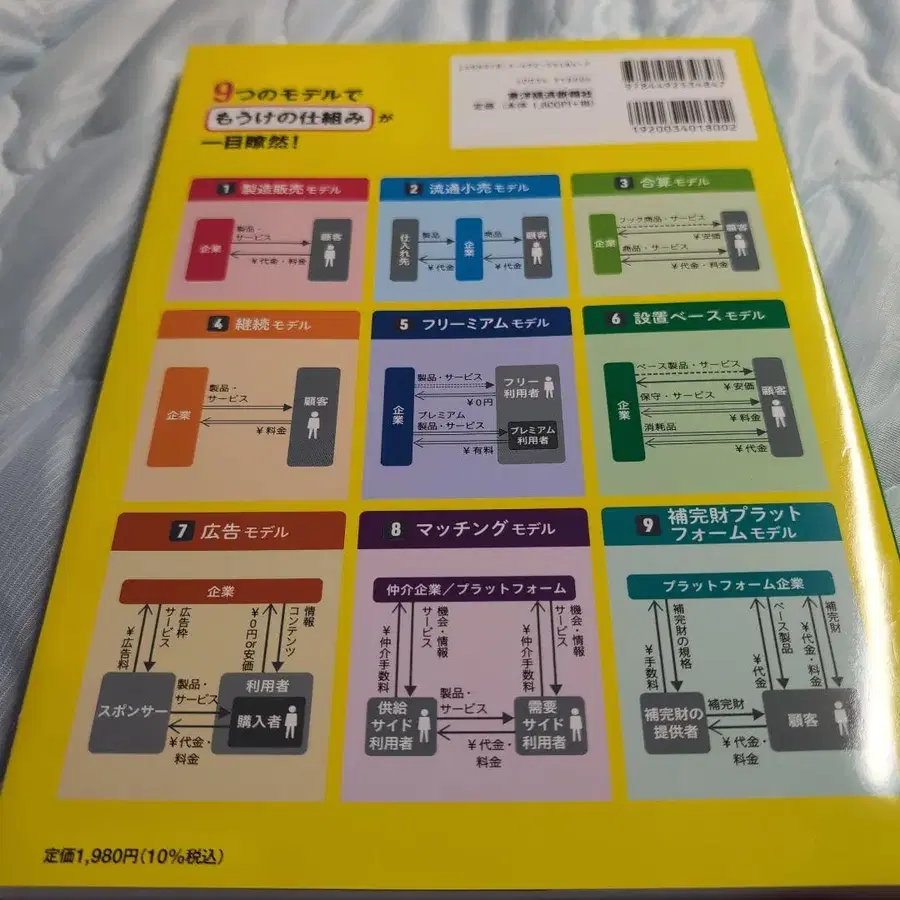 9つのモデルで
もうけの仕組みが
一目瞭然！
9784492534847
1920034018002
東洋経済新報社
定価（本体1,800円+税）
1 製造販売モデル
企業
製品・
サービス
￥代金・料金
顧客
2 流通小売モデル
仕入れ先
製品
￥代金
企業
商品
￥代金
顧客
3 合算モデル
企業
フック商品・サービス
￥安価
商品・サービス
￥代金・料金
顧客
4 継続モデル
企業
製品・
サービス
￥料金
顧客
5 フリーミアムモデル
企業
製品・サービス
￥0円
プレミアム
製品・サービス
￥有料
フリー
利用者
プレミアム
利用者
6 設置ベースモデル
企業
ベース製品・サービス
￥安価
保守・サービス
￥料金
消耗品
￥代金
顧客
7 広告モデル
企業
￥広告料
広告枠
サービス
￥0円or安価
情報
コンテンツ
スポンサー
製品・
サービス
￥代金・
料金
利用者
購入者
8 マッチングモデル
仲介企業／プラットフォーム
￥仲介手数料
機会・情報
サービス
￥仲介手数料
機会・情報
サービス
供給
サイド
利用者
製品・
サービス
￥代金・
料金
需要
サイド
利用者
9 補完財プラット
フォームモデル
プラットフォーム企業
￥手数料
補完財の規格
￥代金
ベース製品
￥代金・
料金
補完財
補完財の
提供者
補完財
￥代金・
料金
顧客
定価1,980円（10％税込）